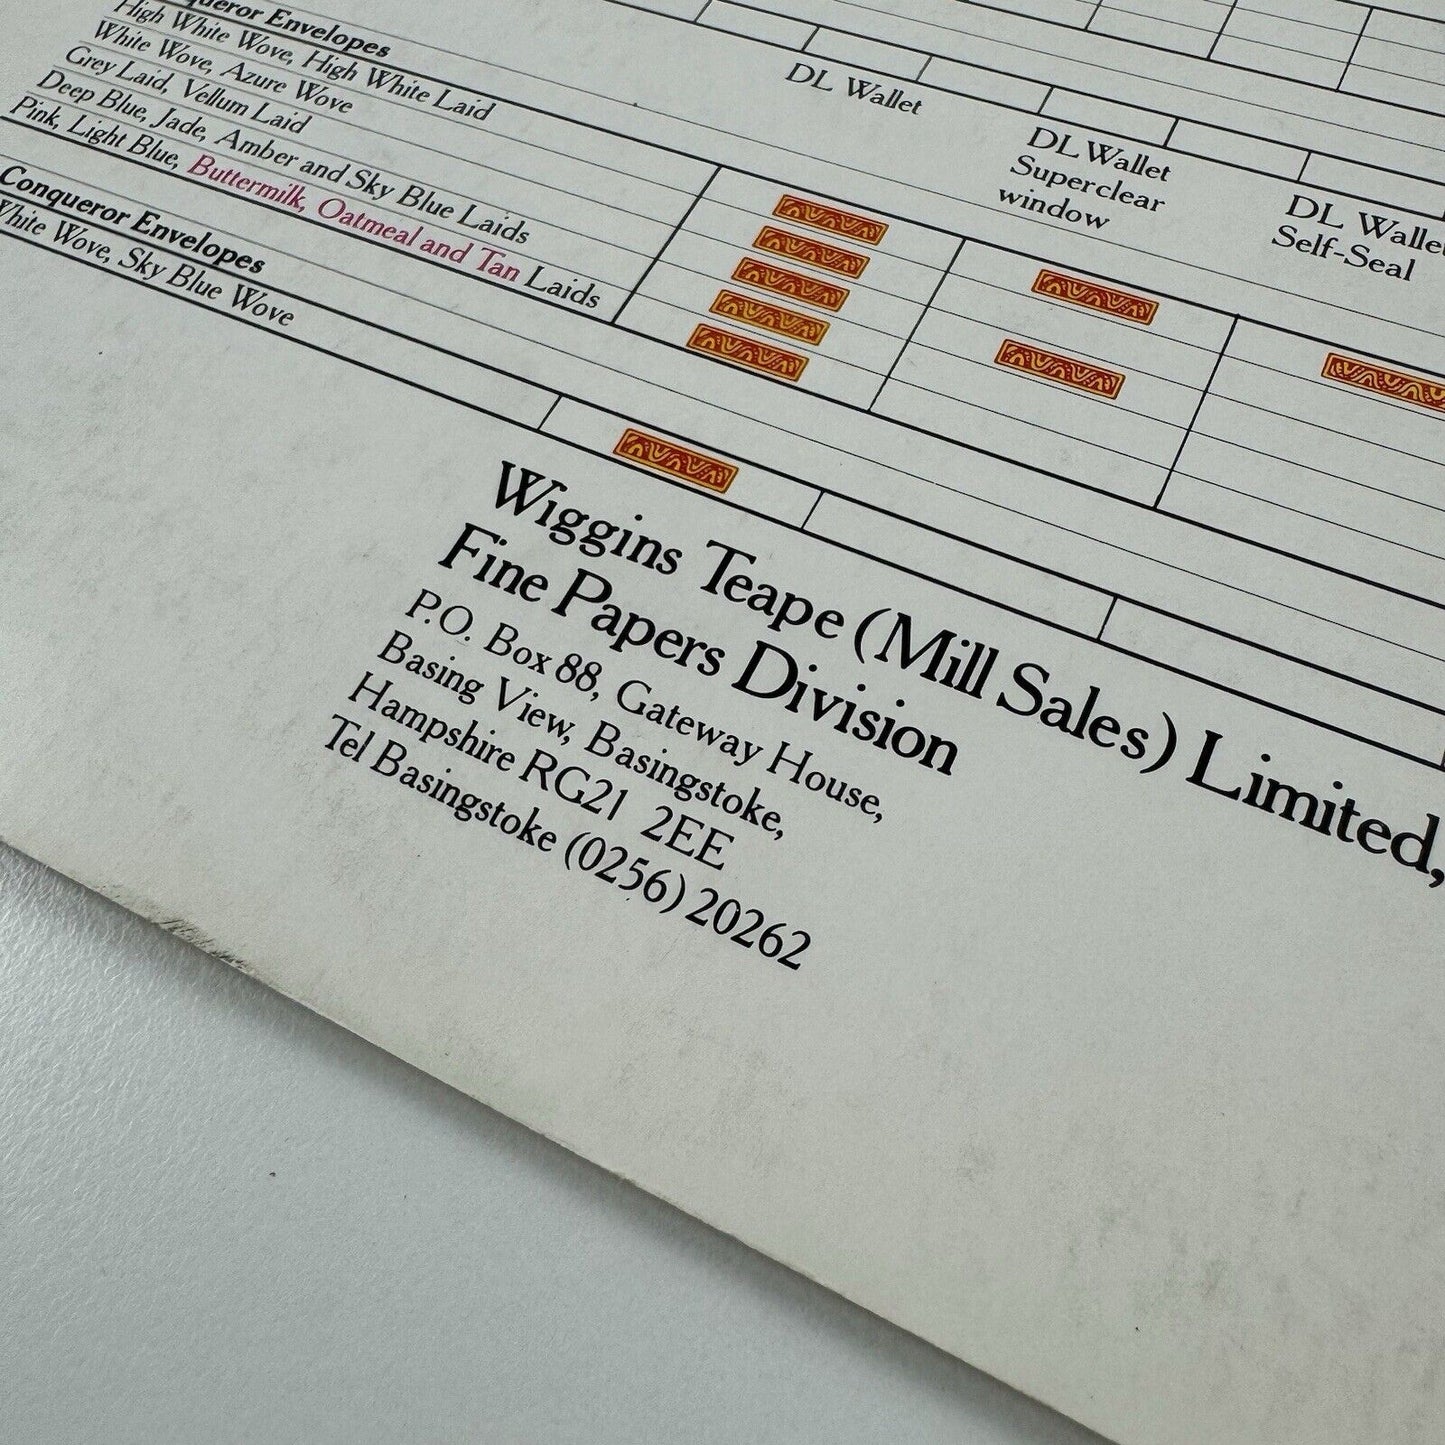 Envelopes
High White Wove, High White Laid
White Wove, Azure Wove
Grey Laid, Vellum Laid
Deep Blue, Jade, Amber and Sky Blue Laids
Pink, Light Blue, Buttermilk, Oatmeal and Tan Laids
Conqueror Envelopes
White Wove, Sky Blue Wove
DL Wallet
DL Wallet
Superclear
window
DL Wallet
Self-Seal
Wiggins Teape (Mill Sales) Limited,
Fine Papers Division
P.O. Box 88, Gateway House,
Basing View, Basingstoke,
Hampshire RG21 2EE
Tel Basingstoke (0256) 20262